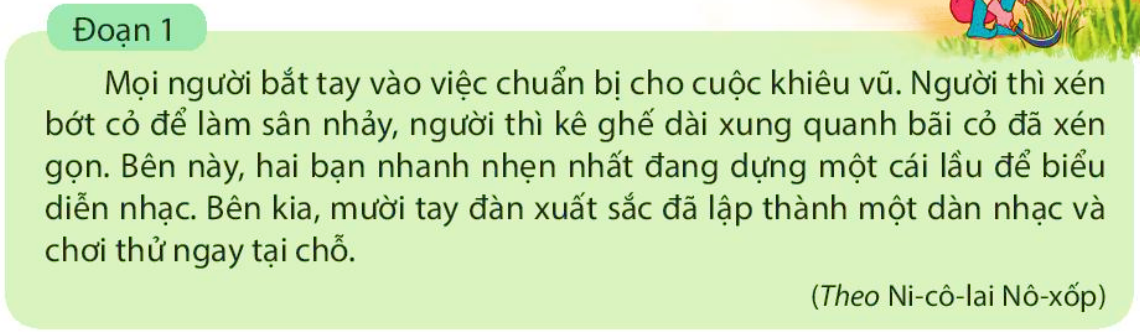 Đoạn 1
Mọi người bắt tay vào việc chuẩn bị cho cuộc khiêu vũ. Người thì xén
bớt cỏ để làm sân nhảy, người thì kê ghế dài xung quanh bãi cỏ đã xén
gọn. Bên này, hai bạn nhanh nhẹn nhất đang dựng một cái lầu để biểu
diễn nhạc. Bên kia, mười tay đàn xuất sắc đã lập thành một dàn nhạc và
chơi thử ngay tại chỗ.
(Theo Ni-cô-lai Nô-xốp)